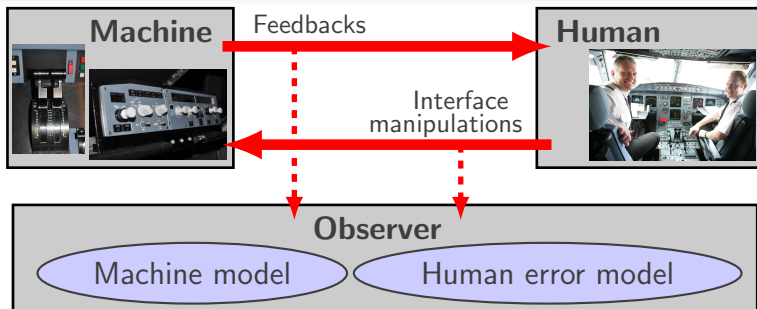 Machine
Feedbacks
Human
Interface
manipulations
Observer
Machine model
Human error model